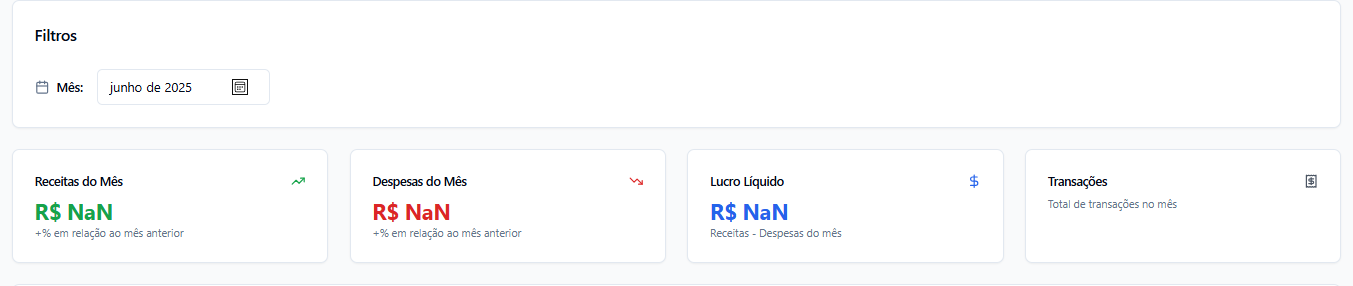 Filtros
Mês:
junho de 2025
Receitas do Mês
R$ NaN
+% em relação ao mês anterior
Despesas do Mês
R$ NaN
+% em relação ao mês anterior
Lucro Líquido
$
R$ NaN
Receitas - Despesas do mês
Transações
$
Total de transações no mês